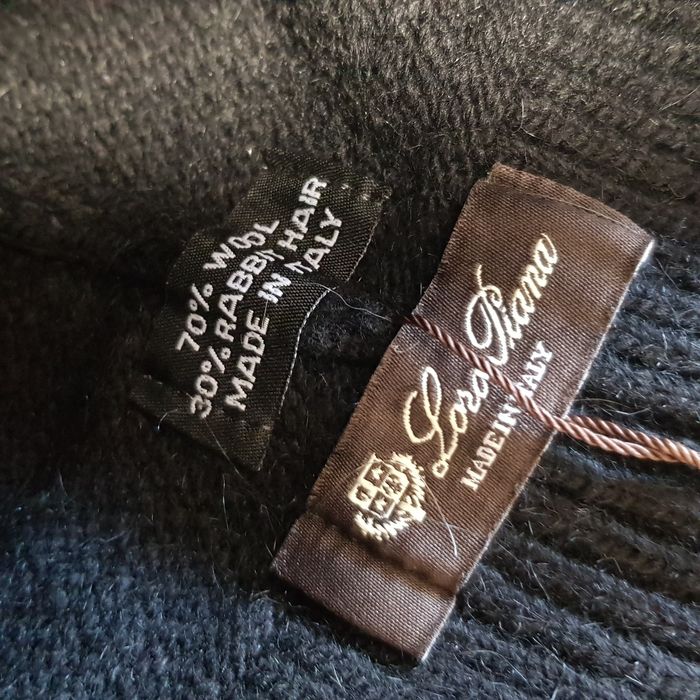 70% WOOL
30% RABBIT HAIR
MADE IN ITALY
Loro Piana
MADE IN ITALY